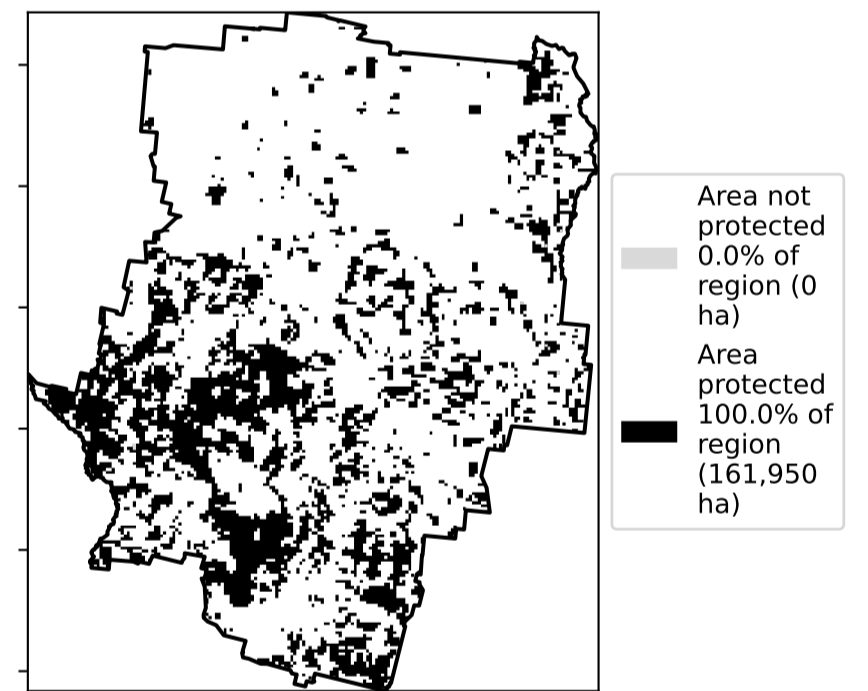 Area not
protected
0.0% of
region (0
ha)
Area
protected
100.0% of
region
(161,950
ha)